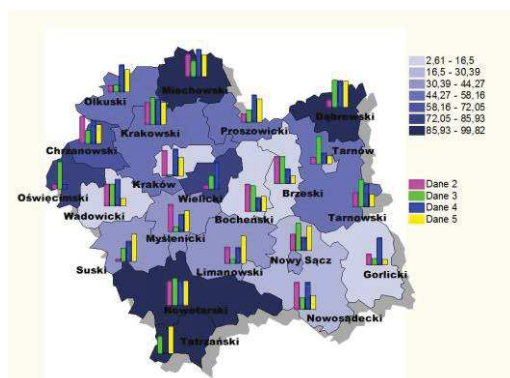 Miechowski
Olkuski
Dąbrowski
Krakowski
Proszowicki
Chrzanowski
Tarnów
Oświęcimski
Kraków
Wielicki
Brzeski
Wadowicki
Bocheński
Tarnowski
Myślenicki
Suski
Limanowski
Nowy Sącz
Gorlicki
Nowotarski
Nowosądecki
Tatrzański
2,61 - 16,5
16,5 - 30,39
30,39 - 44,27
44,27 - 58,16
58,16 - 72,05
72,05 - 85,93
85,93 - 99,82
Dane 2
Dane 3
Dane 4
Dane 5